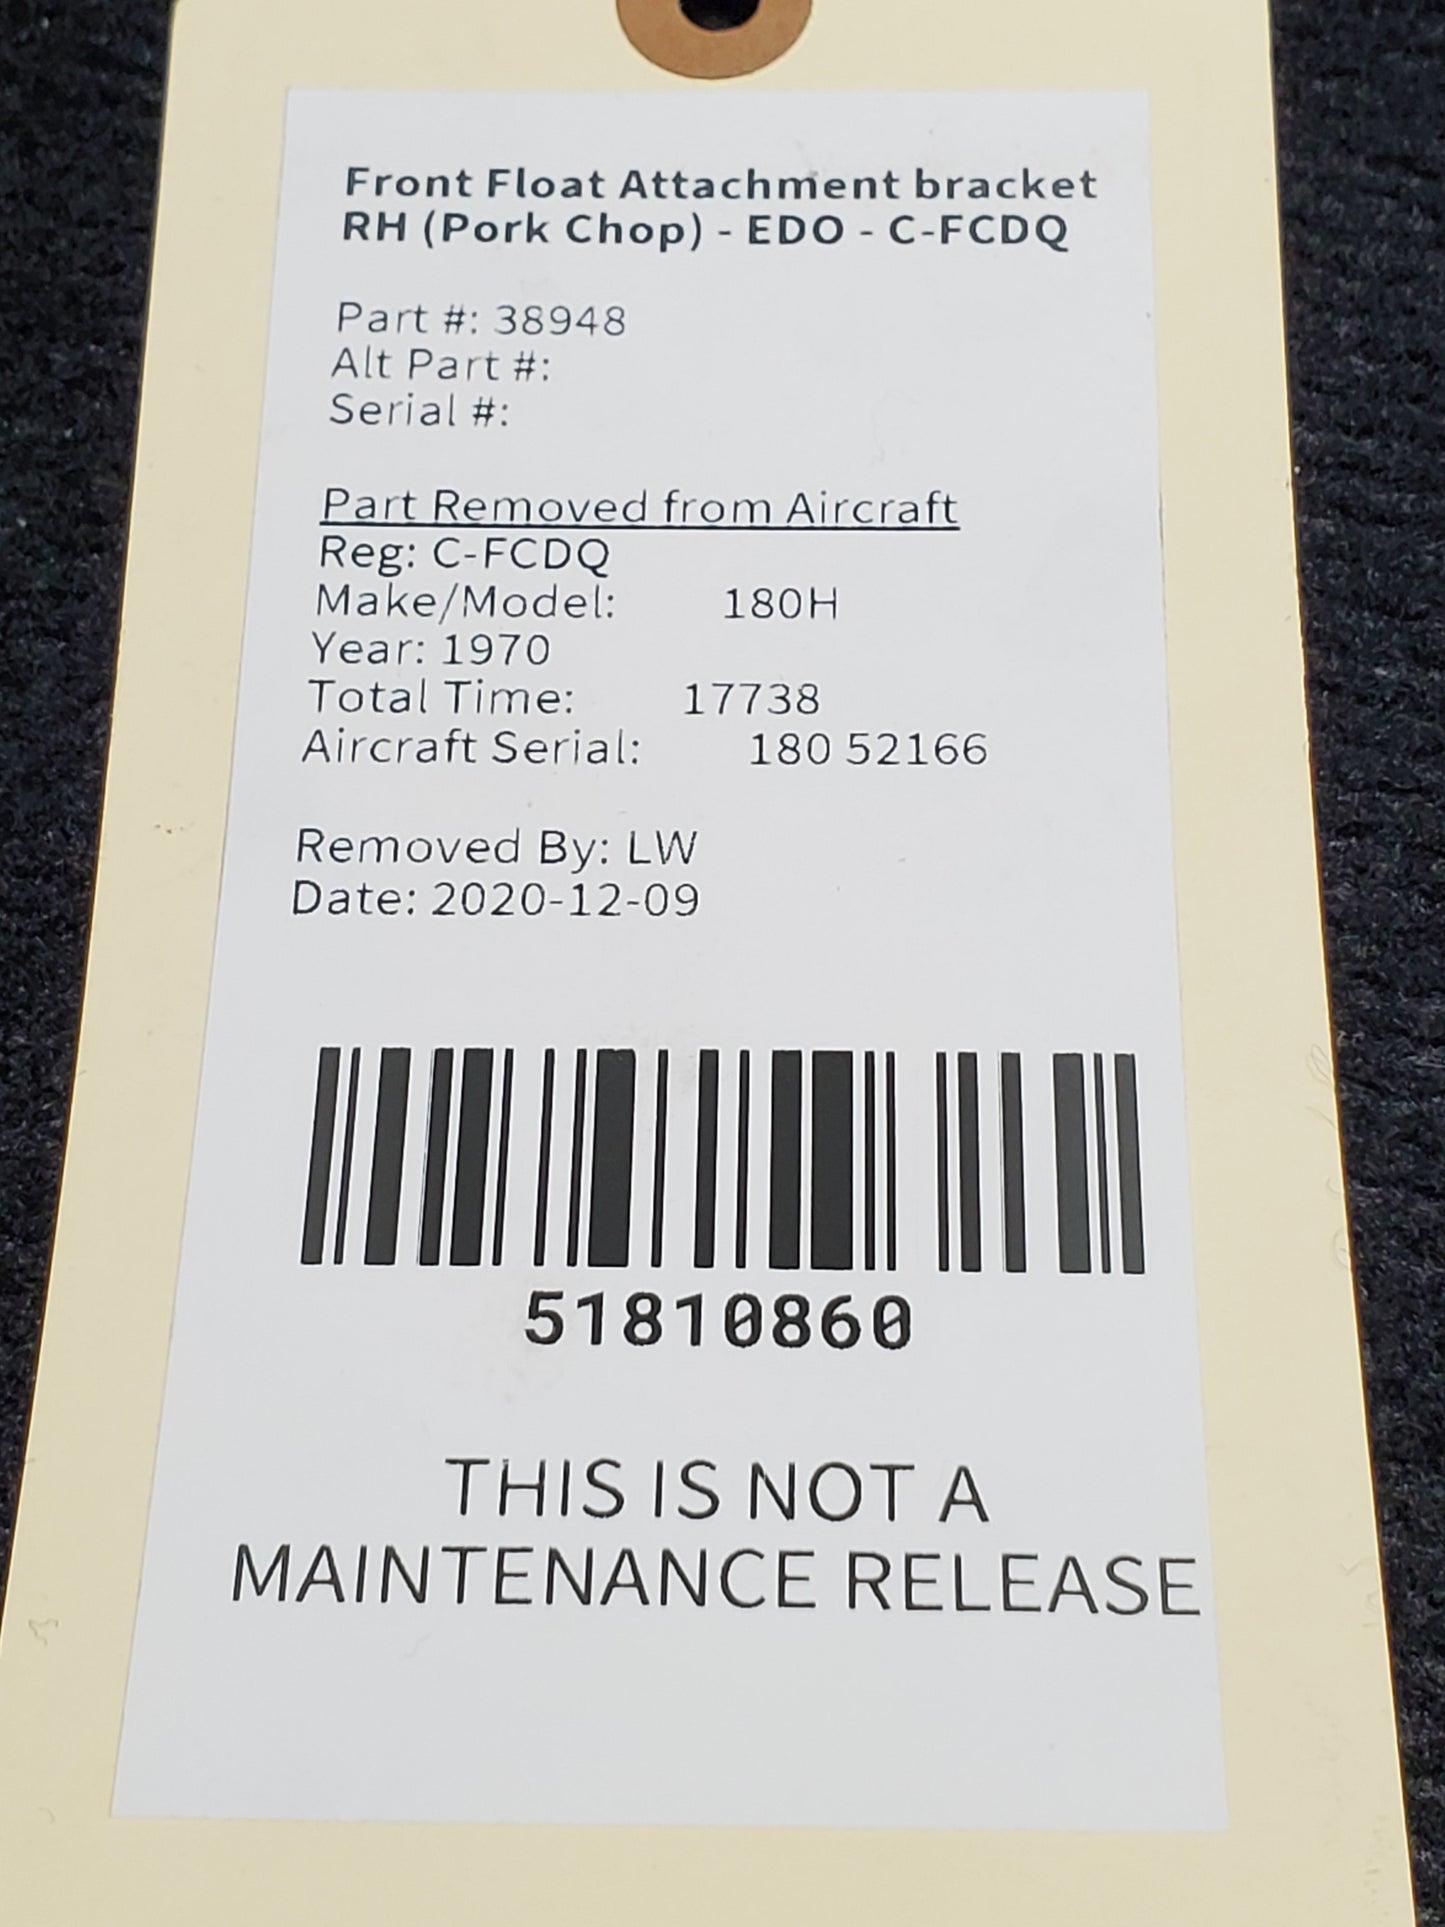 Front Float Attachment bracket
RH (Pork Chop) - EDO - C-FCDQ
Part #: 38948
Alt Part #:
Serial #:
Part Removed from Aircraft
Reg: C-FCDQ
Make/Model: 180H
Year: 1970
Total Time: 17738
Aircraft Serial: 180 52166
Removed By: LW
Date: 2020-12-09
51810860
THIS IS NOT A
MAINTENANCE RELEASE